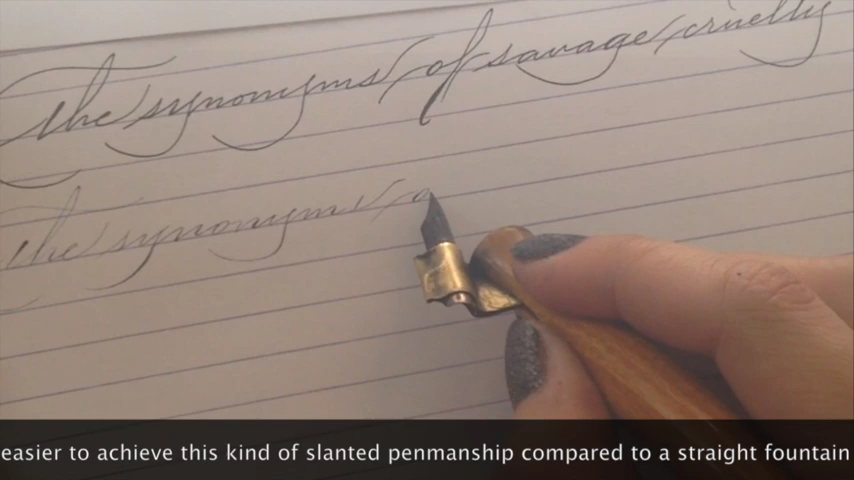 the synonyms of savage cruelty
the synonyms o
easier to achieve this kind of slanted penmanship compared to a straight fountain